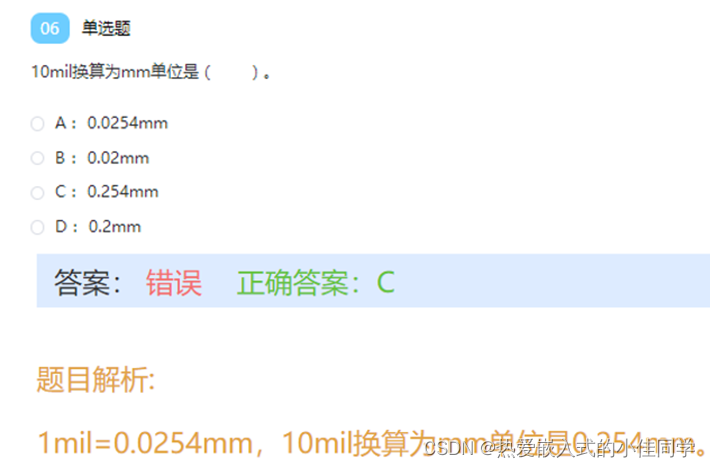 06 单选题
10mil换算为mm单位是（ ）。
A： 0.0254mm
B： 0.02mm
C： 0.254mm
D： 0.2mm
答案： 错误 正确答案：C
题目解析:
1mil=0.0254mm，10mil换算为mm单位是0.254mm。
CSDN @热爱嵌入式的小佳同学